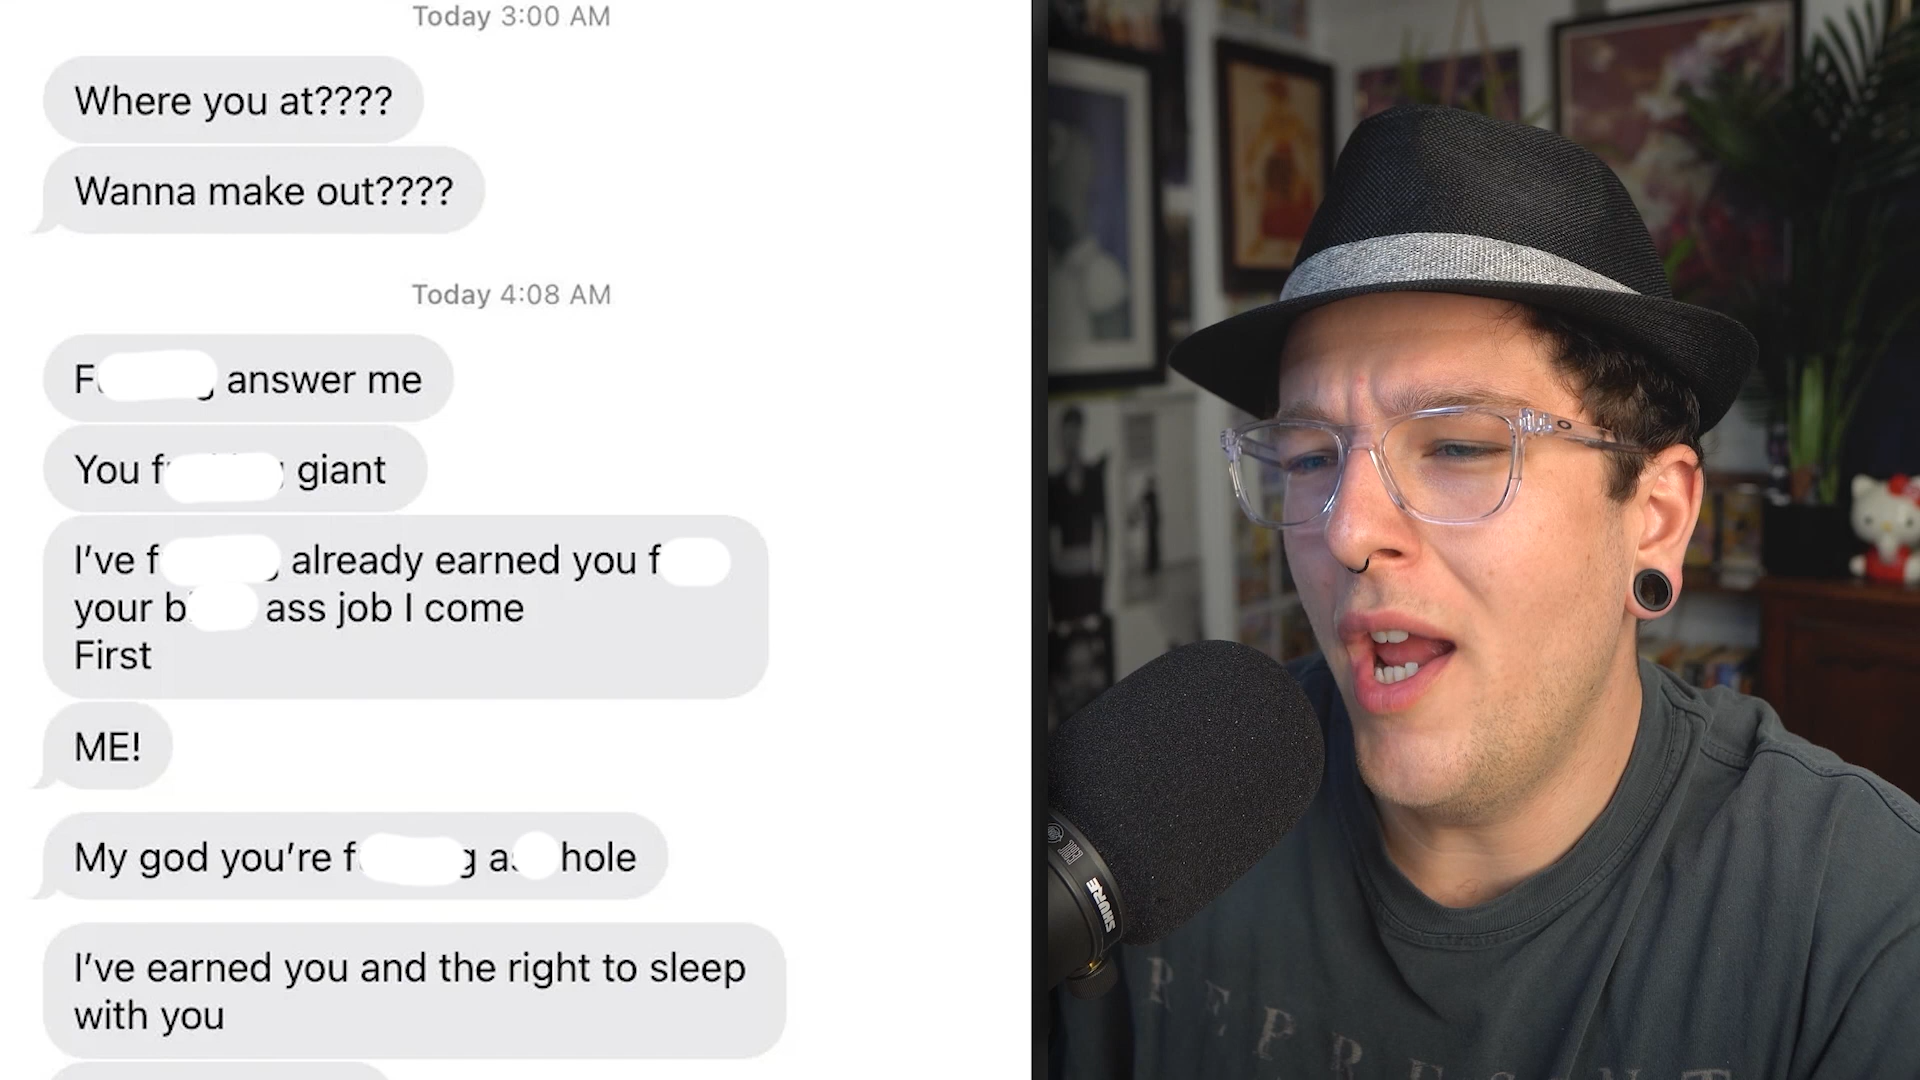 Today 3:00 AM
Where you at????
Wanna make out????
Today 4:08 AM
F g answer me
You f giant
I've f already earned you f
your b ass job I come
First
ME!
My god you're f g a hole
I've earned you and the right to sleep
with you
SHURE
REPRESENT